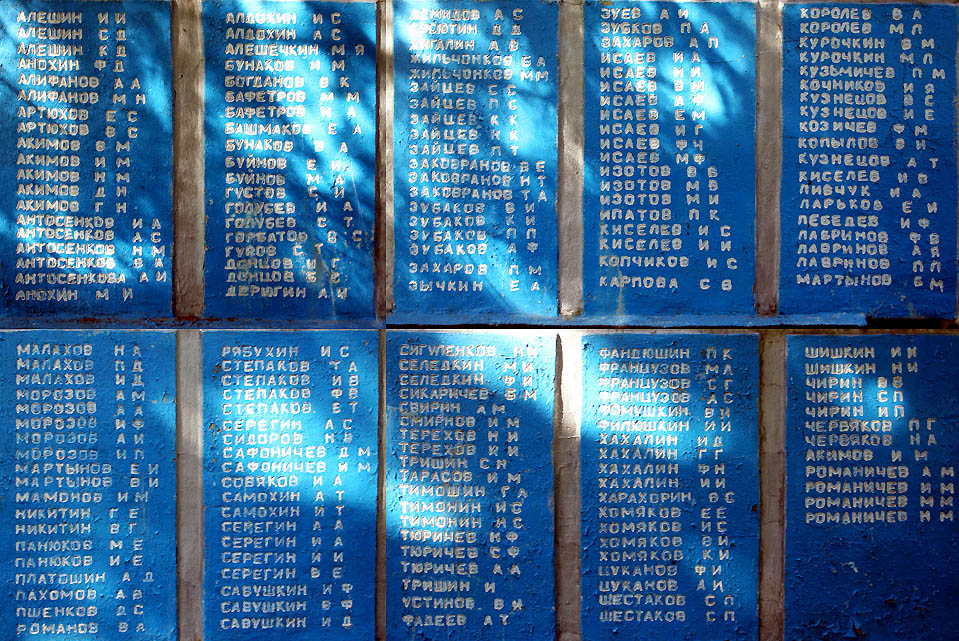 АЛЕШИН И И
АЛЕШИН С Д
АЛЕШИН К Д
АНОХИН Ф Д
АЛИФАНОВ А А
АЛИФАНОВ М Н
АРТЮХОВ Е С
АРТЮХОВ В С
АКИМОВ В М
АКИМОВ И М
АКИМОВ М Н
АКИМОВ Д Н
АКИМОВ Г Н
АНТОСЕНКОВ И А
АНТОСЕНКОВ А С
АНТОСЕНКОВ Н М
АНТОСЕНКОВ В А
АНТОСЕНКОВА А И
АНОХИН М И
АЛДОХИН И С
АЛДОХИН А С
АЛЕШЕЧКИН М Я
БУНАКОВ И М
БОГДАНОВ В К
БАФЕТРОВ М М
БАФЕТРОВ И А
БАШМАКОВ Е А
БУНАКОВ В А
БУЙНОВ Е И
БУЙНОВ М А
ГУСТОВ С И
ГОЛУБЕВ И А
ГОЛУБЕВ С Т
ГОРБАТОВ В С
ГУРОВ С Т
ДОНЦОВ И Г
ДОНЦОВ Е Е
ДЕРЮГИН А И
ДЕМИДОВ А С
Д Д
ЖИГАЛИН А В
ЖИЛЬЧОНКОВ Б А
ЖИЛЬЧОНКОВ М М
ЗАЙЦЕВ С С
ЗАЙЦЕВ П С
ЗАЙЦЕВ К К
ЗАЙЦЕВ Н К
ЗАЙЦЕВ П Т
ЗАКОВРАНОВ В Е
ЗАКОВРАНОВ Н Т
ЗАКОВРАНОВ Т А
ЗУБАКОВ В И
ЗУБАКОВ К И
ЗУБАКОВ П П
ЗУБАКОВ А Ф
ЗАХАРОВ П М
ЗЫЧКИН Е А
ЗУЕВ А И
ЗУБКОВ П А
ЗАХАРОВ А П
ИСАЕВ И А
ИСАЕВ И И
ИСАЕВ В М
ИСАЕВ А Ф
ИСАЕВ Е М
ИСАЕВ И Г
ИСАЕВ Ф Ч
ИСАЕВ М Ф
ИЗОТОВ В В
ИЗОТОВ М В
ИЗОТОВ М И
ИПАТОВ П К
КИСЕЛЕВ И С
КИСЕЛЕВ И И
КОПЧИКОВ И С
КАРПОВА С В
КОРОЛЕВ В А
КОРОЛЕВ М П
КУРОЧКИН В М
КУРОЧКИН М П
КУЗЬМИЧЕВ П М
КОЧНИКОВ И Я
КУЗНЕЦОВ В С
КУЗНЕЦОВ И Е
КОЗИЧЕВ Ф М
КОПЫЛОВ В И
КУЗНЕЦОВ А Т
КИСЕЛЕВ И В
ЛИВЧУК И А
ЛАРЬКОВ Е И
ЛЕБЕДЕВ И Ф
ЛАВРИНОВ Ф В
ЛАВРИНОВ Я Я
ЛАВРИНОВ П Л
МАРТЫНОВ Б М
МАЛАХОВ Н А
МАЛАХОВ П Д
МАЛАХОВ И Д
МОРОЗОВ А М
МОРОЗОВ А А
МОРОЗОВ И Ф
МОРОЗОВ А И
МОРОЗОВ И П
МАРТЫНОВ Е И
МАРТЫНОВ В И
МАМОНОВ И М
НИКИТИН Г Е
НИКИТИН В Г
ПАНЮКОВ М Е
ПАНЮКОВ И Е
ПЛАТОШИН А Д
ПАХОМОВ А В
ПШЕНКОВ Д С
РОМАНОВ В А
РЯБУХИН И С
СТЕПАКОВ Т А
СТЕПАКОВ И В
СТЕПАКОВ Ф В
СТЕПАКОВ Е Т
СЕРЕГИН А С
СИДОРОВ Н В
САФОНИЧЕВ Д М
САФОНИЧЕВ И М
СОВЯКОВ И А
САМОХИН А Т
САМОХИН И Т
СЕРЕГИН А А
СЕРЕГИН И А
СЕРЕГИН И И
СЕРЕГИН В Е
САВУШКИН И Ф
САВУШКИН В Ф
САВУШКИН И Д
СИГУЛЕНКОВ И И
СЕЛЕДКИН М И
СЕЛЕДКИН Ф И
СИКАРИЧЕВ Б М
СВИРИН А М
СМИРНОВ И М
ТЕРЕХОВ Н И
ТЕРЕХОВ К И
ТРИШИН С Н
ТАРАСОВ И М
ТИМОШИН Г А
ТИМОНИН И С
ТИМОНИН Н С
ТЮРИЧЕВ Н Ф
ТЮРИЧЕВ С Ф
ТЮРИЧЕВ А А
ТРИШИН И
УСТИНОВ В И
ФАДЕЕВ А Т
ФАНДЮШИН П К
ФРАНЦУЗОВ М Л
ФРАНЦУЗОВ С Г
ФРАНЦУЗОВ А С
ФОМУШКИН В И
ФИЛЮШКИН И И
ХАХАЛИН И Д
ХАХАЛИН Г Г
ХАХАЛИН Ф Н
ХАХАЛИН И И
ХАРАХОРИН В С
ХОМЯКОВ Е Е
ХОМЯКОВ И С
ХОМЯКОВ В И
ХОМЯКОВ К И
ЦУКАНОВ Ф И
ЦУКАНОВ А И
ШЕСТАКОВ С П
ШЕСТАКОВ С П
ШИШКИН И И
ШИШКИН Н И
ЧИРИН В В
ЧИРИН С П
ЧИРИН И П
ЧЕРВЯКОВ П Г
ЧЕРВЯКОВ Н А
АКИМОВ И М
РОМАНИЧЕВ А М
РОМАНИЧЕВ И М
РОМАНИЧЕВ М М
РОМАНИЧЕВ Н М